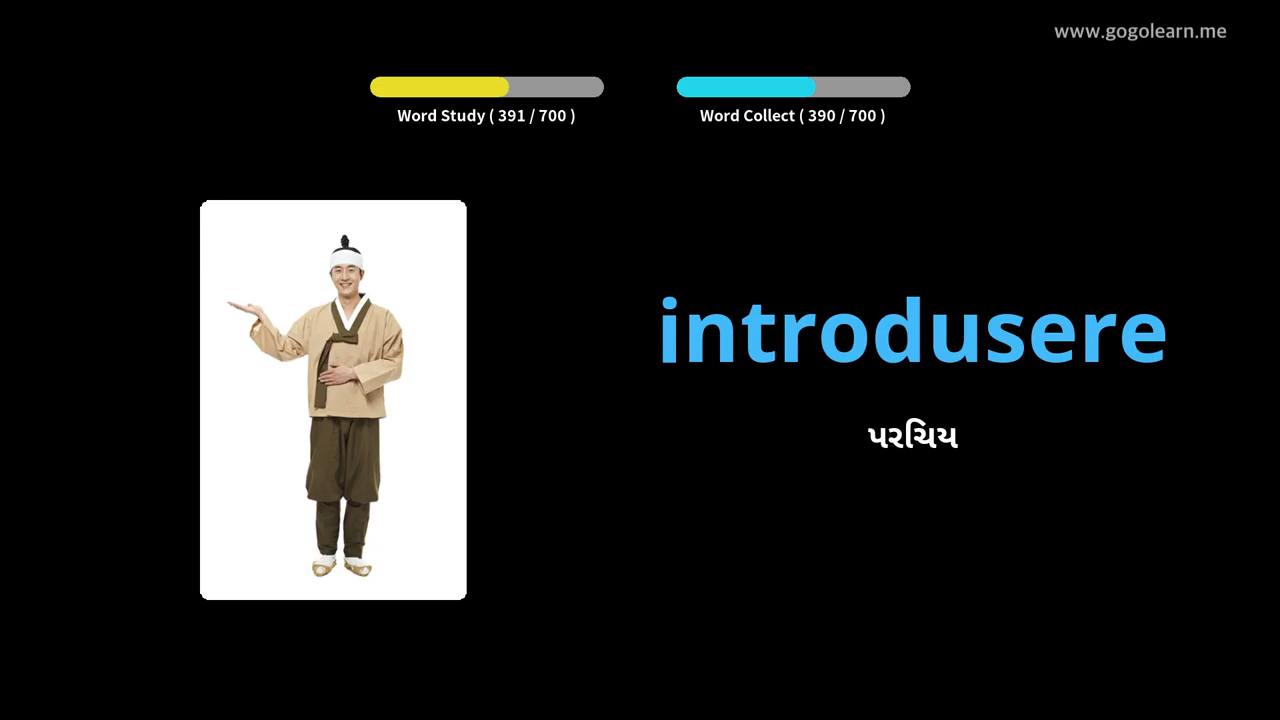 www.gogolearn.me
Word Study ( 391 / 700 )
Word Collect ( 390 / 700 )
introdusere
પરિચય